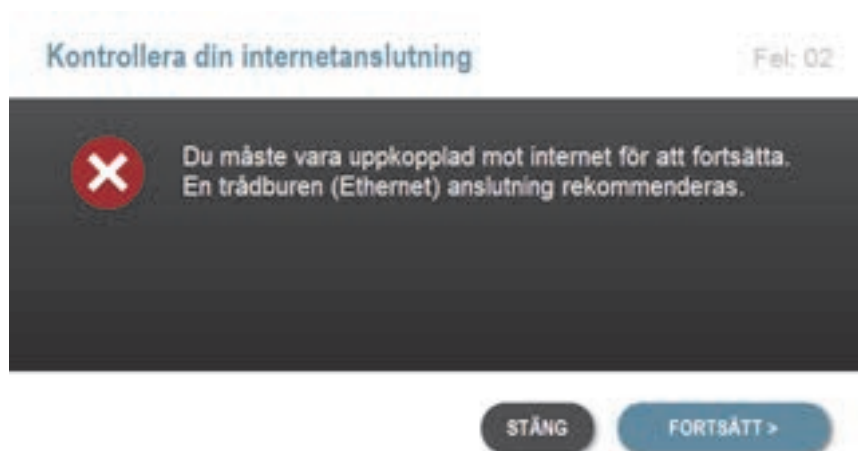 Kontrollera din internetanslutning
Fel: 02
Du måste vara uppkopplad mot internet för att fortsätta.
En trådburen (Ethernet) anslutning rekommenderas.
STÄNG
FORTSÄTT >